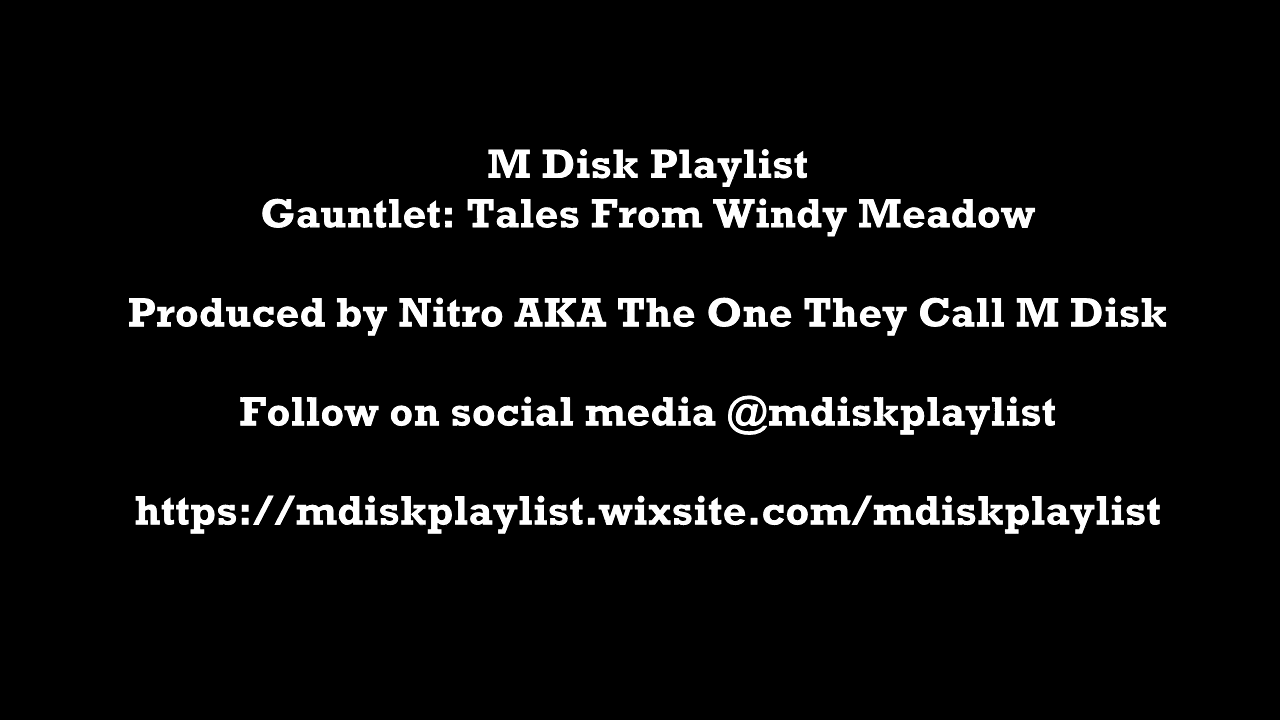 M Disk Playlist
Gauntlet: Tales From Windy Meadow
Produced by Nitro AKA The One They Call M Disk
Follow on social media @mdiskplaylist
https://mdiskplaylist.wixsite.com/mdiskplaylist